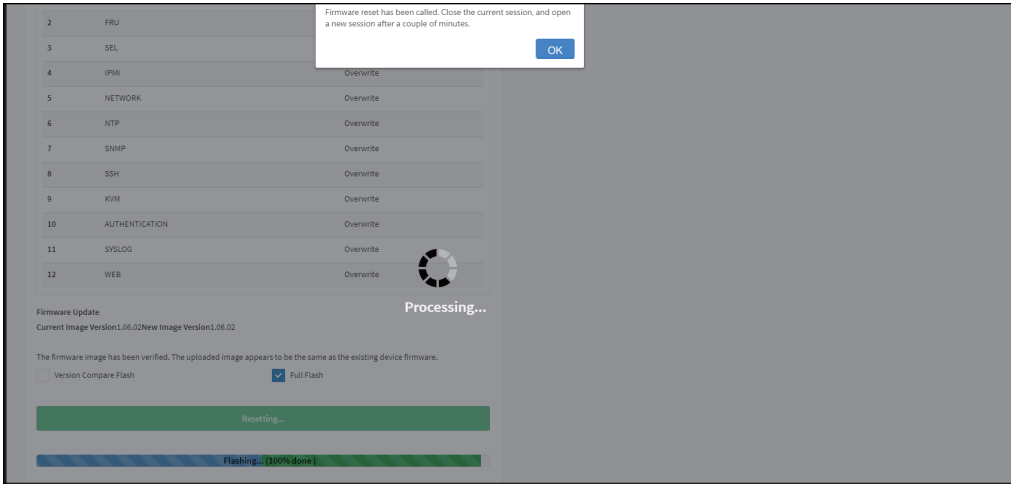 Firmware reset has been called. Close the current session, and open
a new session after a couple of minutes.
OK
2 FRU
3 SEL
4 IPMI Overwrite
5 NETWORK Overwrite
6 NTP Overwrite
7 SNMP Overwrite
8 SSH Overwrite
9 KVM Overwrite
10 AUTHENTICATION Overwrite
11 SYSLOG Overwrite
12 WEB Overwrite
Processing...
Firmware Update
Current Image Version1.06.02New Image Version1.06.02
The firmware image has been verified. The uploaded image appears to be the same as the existing device firmware.
Version Compare Flash Full Flash
Resetting...
Flashing... (100% done )